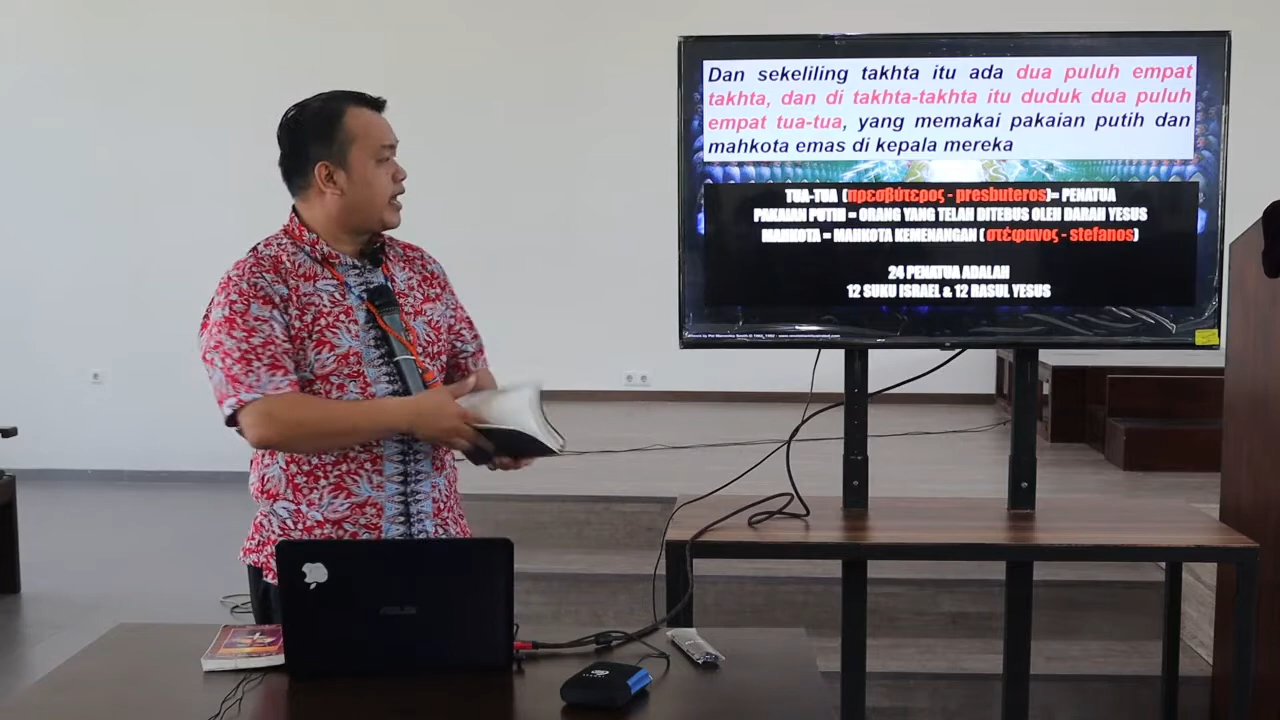 Dan sekeliling takhta itu ada dua puluh empat
takhta, dan di takhta-takhta itu duduk dua puluh
empat tua-tua, yang memakai pakaian putih dan
mahkota emas di kepala mereka
TUA-TUA (πρεσβύτερος - presbuteros)= PENATUA
PAKAIAN PUTIH = ORANG YANG TELAH DITEBUS OLEH DARAH YESUS
MAHKOTA = MAHKOTA KEMENANGAN (στέφανος - stefanos)
24 PENATUA ADALAH
12 SUKU ISRAEL & 12 RASUL YESUS
ASUS